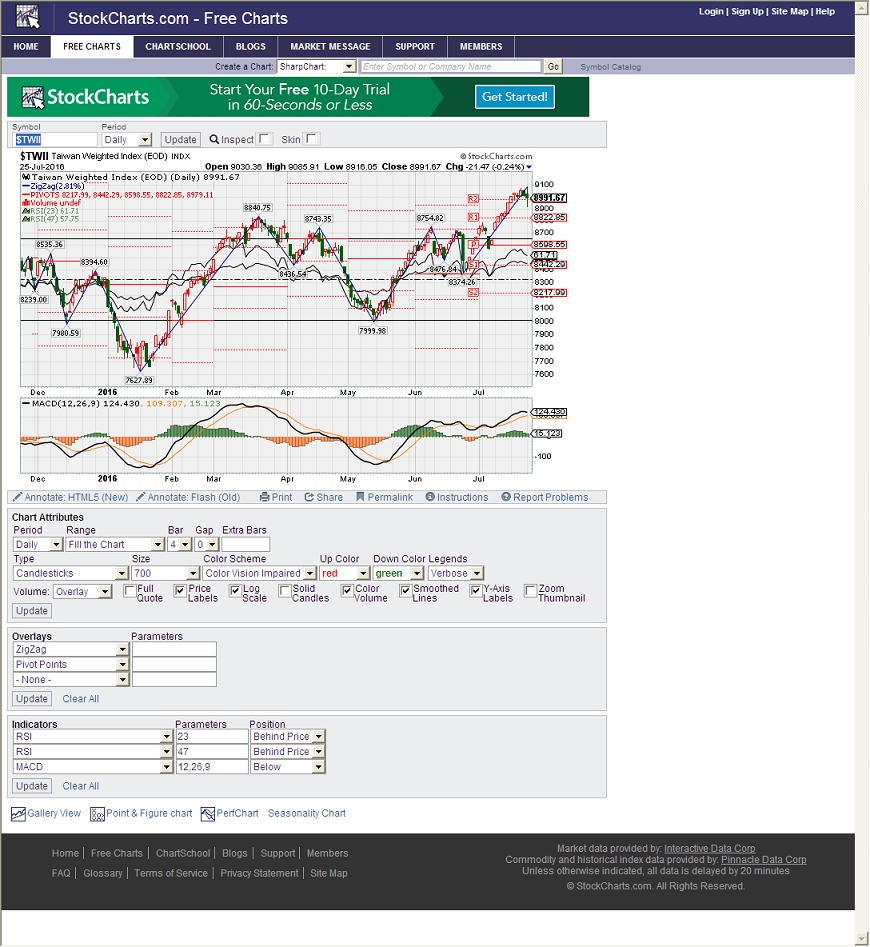 StockCharts.com - Free Charts
Login | Sign Up | Site Map | Help
HOME FREE CHARTS CHARTSCHOOL BLOGS MARKET MESSAGE SUPPORT MEMBERS
Create a Chart: SharpChart: Enter Symbol or Company Name Go Symbol Catalog
StockCharts Start Your Free 10-Day Trial
in 60-Seconds or Less
Get Started!
Symbol Period
$TWII Daily Update Inspect Skin
$TWII Taiwan Weighted Index (EOD) INDX © StockCharts.com
25-Jul-2016 Open 9030.36 High 9085.91 Low 8916.05 Close 8991.67 Chg -21.47 (-0.24%)
Taiwan Weighted Index (EOD) (Daily) 8991.67
ZigZag(2.81%)
PIVOTS 8217.99, 8442.29, 8598.55, 8822.85, 8979.11
Volume undef
RSI(23) 61.71
RSI(47) 57.75
9100
R2 8991.67
8900
8840.75
R1 8822.85
8743.35 8754.82
8700
8535.36
P 8598.55
61.71
8394.60
8436.54 8476.84 8442.29
8400
8300
8374.26
8239.00
S2 8217.99
8100
8000
7980.59 7999.98
7900
7800
7700
7627.89
7600
Dec 2016 Feb Mar Apr May Jun Jul
MACD(12,26,9) 124.430, 109.307, 15.123
124.430
15.123
-100
Dec 2016 Feb Mar Apr May Jun Jul
Annotate: HTML5 (New) Annotate: Flash (Old) Print Share Permalink Instructions Report Problems
Chart Attributes
Period Range Bar Gap Extra Bars
Daily Fill the Chart 4 0
Type Size Color Scheme Up Color Down Color Legends
Candlesticks 700 Color Vision Impaired red green Verbose
Volume: Overlay Full Quote Price Labels Log Scale Solid Candles Color Volume Smoothed Lines Y-Axis Labels Zoom Thumbnail
Update
Overlays Parameters
ZigZag
Pivot Points
- None -
Update Clear All
Indicators Parameters Position
RSI 23 Behind Price
RSI 47 Behind Price
MACD 12,26,9 Below
Update Clear All
Gallery View Point & Figure chart PerfChart Seasonality Chart
Home | Free Charts | ChartSchool | Blogs | Support | Members
FAQ | Glossary | Terms of Service | Privacy Statement | Site Map
Market data provided by: Interactive Data Corp
Commodity and historical index data provided by: Pinnacle Data Corp
Unless otherwise indicated, all data is delayed by 20 minutes
© StockCharts.com. All Rights Reserved.